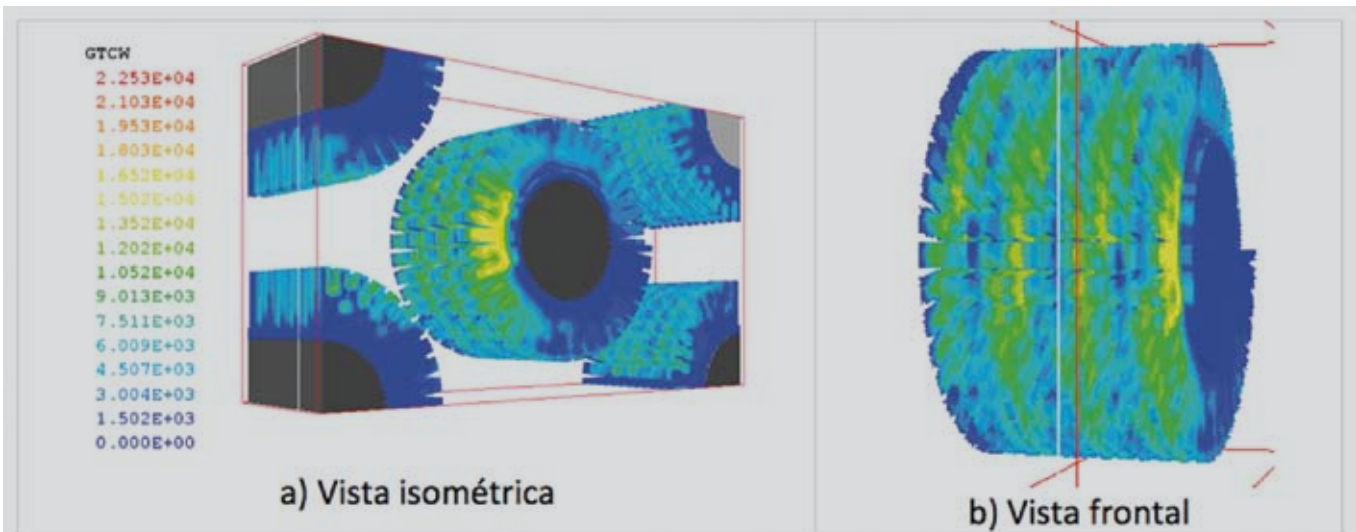 GTCW
2.253E+04
2.103E+04
1.953E+04
1.803E+04
1.652E+04
1.502E+04
1.352E+04
1.202E+04
1.052E+04
9.013E+03
7.511E+03
6.009E+03
4.507E+03
3.004E+03
1.502E+03
0.000E+00
a) Vista isométrica
b) Vista frontal